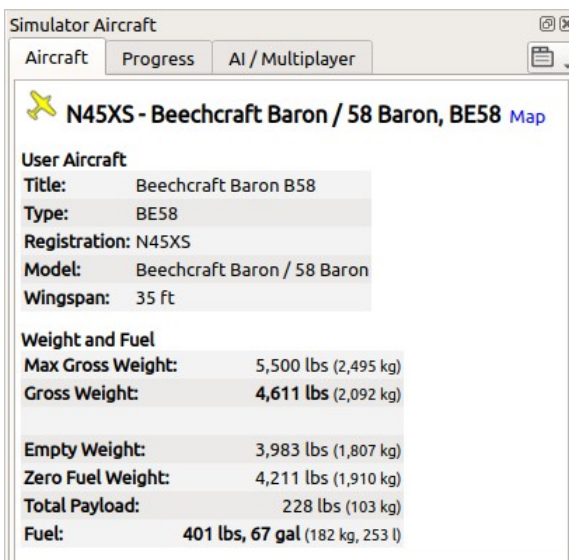 Simulator Aircraft
Aircraft Progress AI / Multiplayer
N45XS - Beechcraft Baron / 58 Baron, BE58 Map
User Aircraft
Title: Beechcraft Baron B58
Type: BE58
Registration: N45XS
Model: Beechcraft Baron / 58 Baron
Wingspan: 35 ft
Weight and Fuel
Max Gross Weight: 5,500 lbs (2,495 kg)
Gross Weight: 4,611 lbs (2,092 kg)
Empty Weight: 3,983 lbs (1,807 kg)
Zero Fuel Weight: 4,211 lbs (1,910 kg)
Total Payload: 228 lbs (103 kg)
Fuel: 401 lbs, 67 gal (182 kg, 253 l)